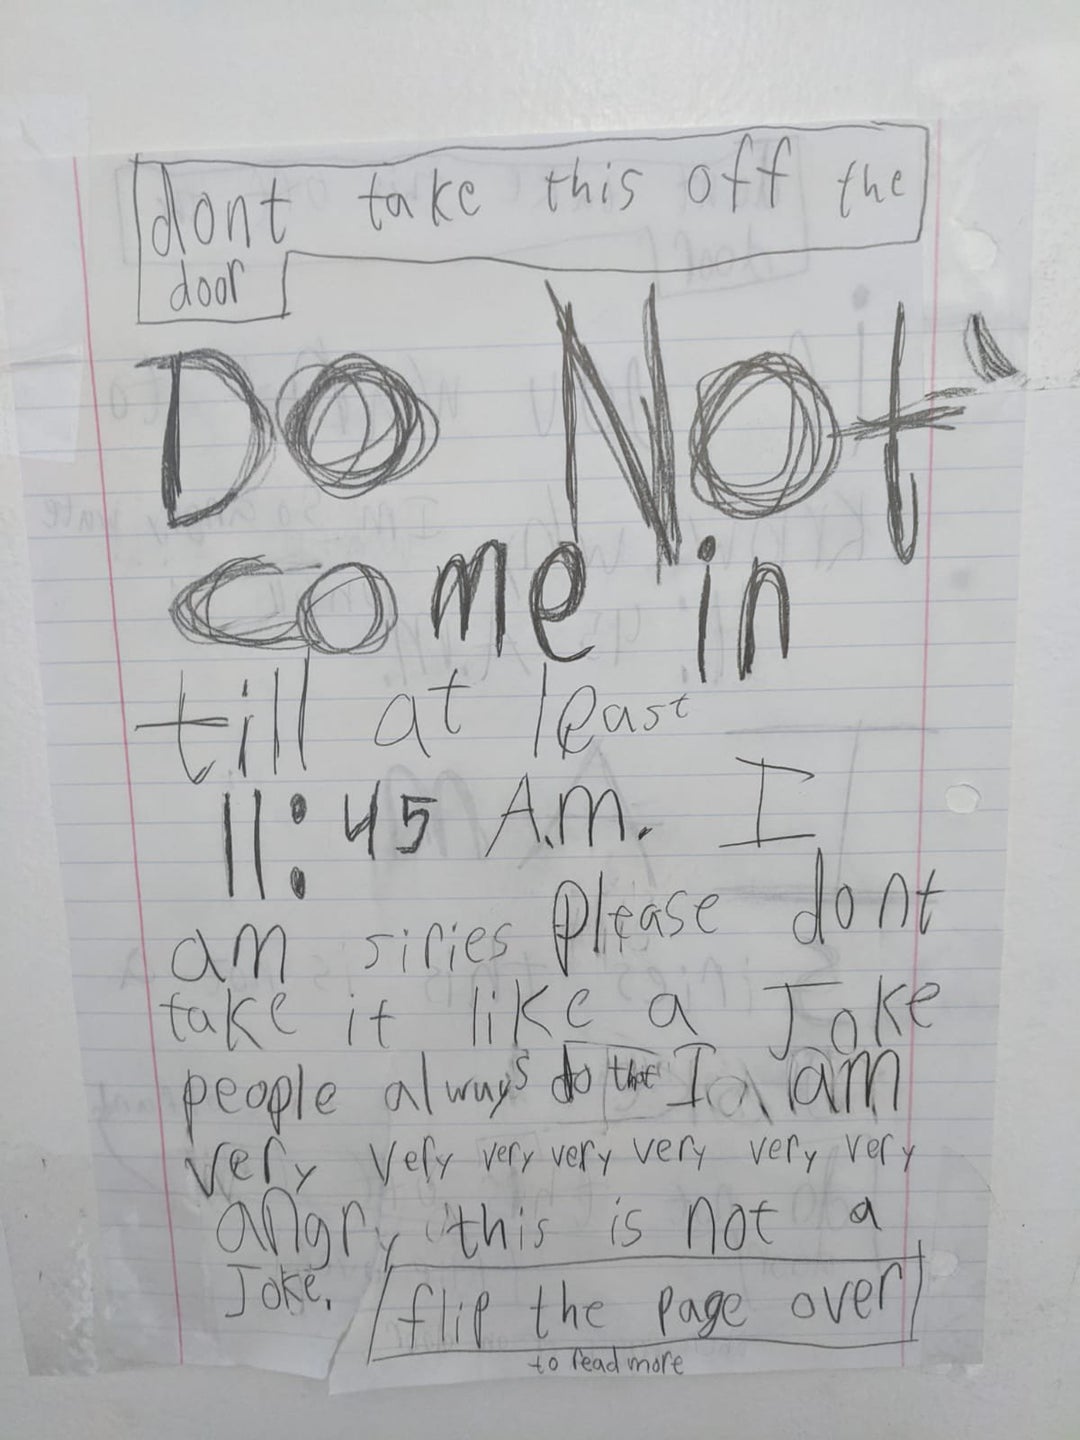 dont take this off the
door
Do Not
come in
till at least
11:45 A.M. I
am siries please dont
take it like a Joke
people always do that I am
very very very very very very very
angry, this is not a
Joke.
flip the page over
to read more